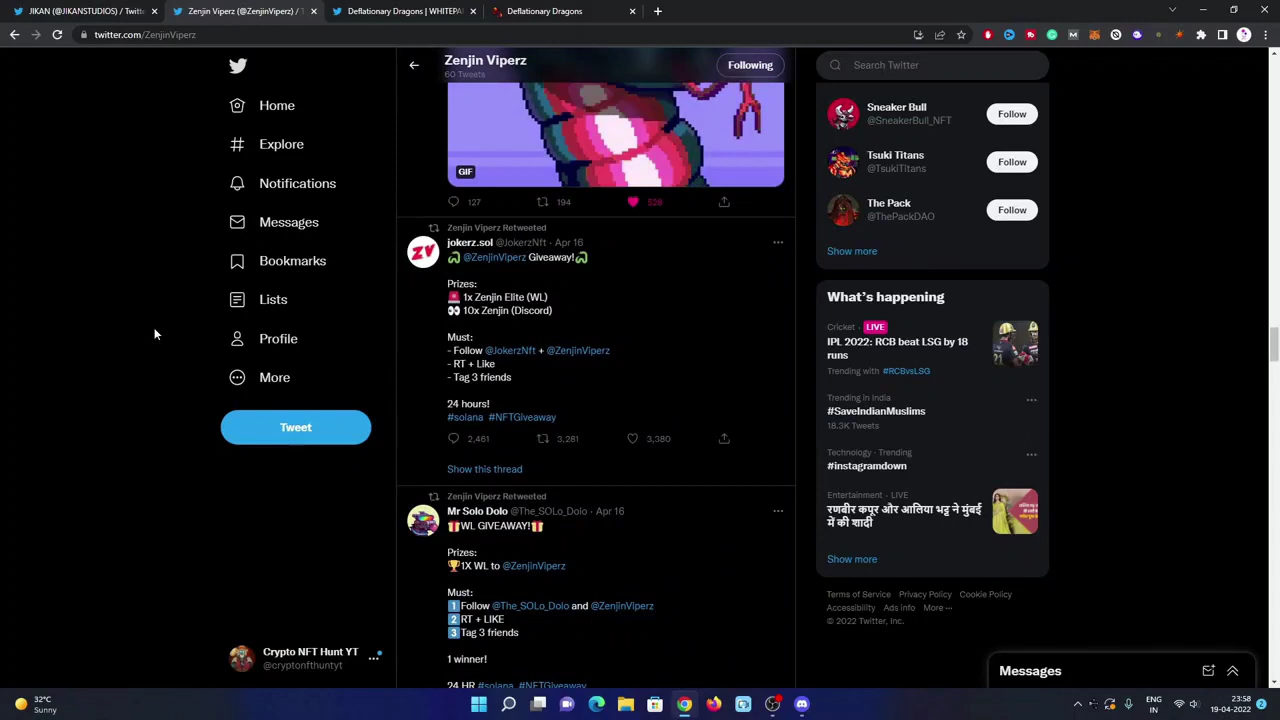 JIKAN (@JIKANSTUDIOS) / Twitt
Zenjin Viperz (@ZenjinViperz) / T
Deflationary Dragons | WHITEPA
Deflationary Dragons
twitter.com/ZenjinViperz
Home
Explore
Notifications
Messages
Bookmarks
Lists
Profile
More
Tweet
Crypto NFT Hunt YT
@cryptonfthuntyt
Zenjin Viperz
60 Tweets
Following
GIF
127 194 528
Zenjin Viperz Retweeted
jokerz.sol @JokerzNft · Apr 16
ZV
@ZenjinViperz Giveaway!
Prizes:
1x Zenjin Elite (WL)
10x Zenjin (Discord)
Must:
- Follow @JokerzNft + @ZenjinViperz
- RT + Like
- Tag 3 friends
24 hours!
#solana #NFTGiveaway
2,461 3,281 3,380
Show this thread
Zenjin Viperz Retweeted
Mr Solo Dolo @The_SOLo_Dolo · Apr 16
WL GIVEAWAY!
Prizes:
1X WL to @ZenjinViperz
Must:
1 Follow @The_SOLo_Dolo and @ZenjinViperz
2 RT + LIKE
3 Tag 3 friends
1 winner!
24 HR #solana #NFTGiveaway
Search Twitter
Sneaker Bull
@SneakerBull_NFT
Follow
Tsuki Titans
@TsukiTitans
Follow
The Pack
@ThePackDAO
Follow
Show more
What's happening
Cricket · LIVE
IPL 2022: RCB beat LSG by 18
runs
Trending with #RCBvsLSG
Trending in India
#SaveIndianMuslims
18.3K Tweets
Technology · Trending
#instagramdown
Entertainment · LIVE
रणबीर कपूर और आलिया भट्ट ने मुंबई
में की शादी
Show more
Terms of Service Privacy Policy Cookie Policy
Accessibility Ads info More ···
© 2022 Twitter, Inc.
Messages
32°C
Sunny
ENG
IN
23:58
19-04-2022
2